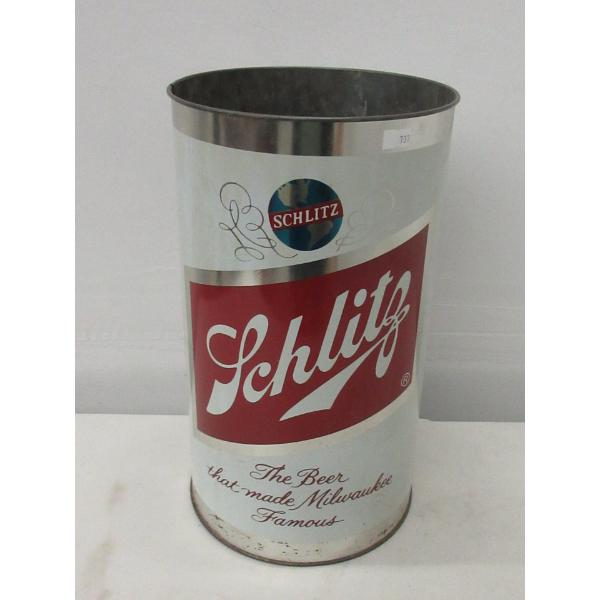 SCHLITZ
Schlitz
®
The Beer
that made Milwaukee
Famous